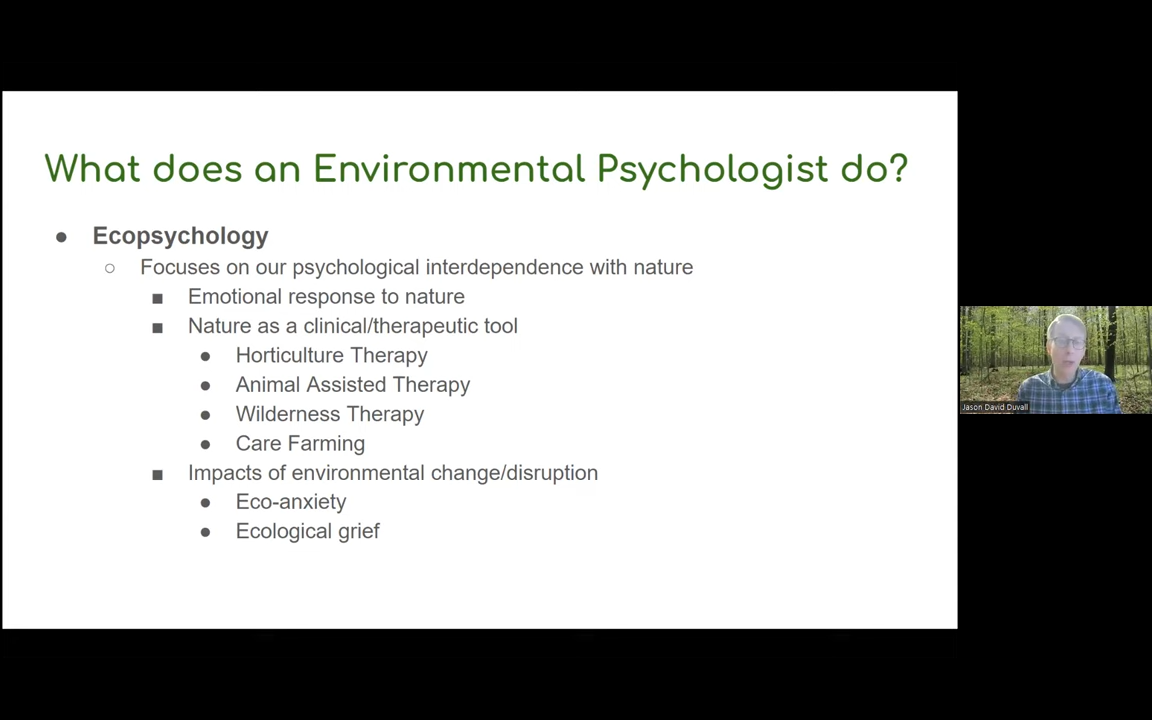 What does an Environmental Psychologist do?
● Ecopsychology
○ Focuses on our psychological interdependence with nature
■ Emotional response to nature
■ Nature as a clinical/therapeutic tool
● Horticulture Therapy
● Animal Assisted Therapy
● Wilderness Therapy
● Care Farming
■ Impacts of environmental change/disruption
● Eco-anxiety
● Ecological grief
Jason David Duvall